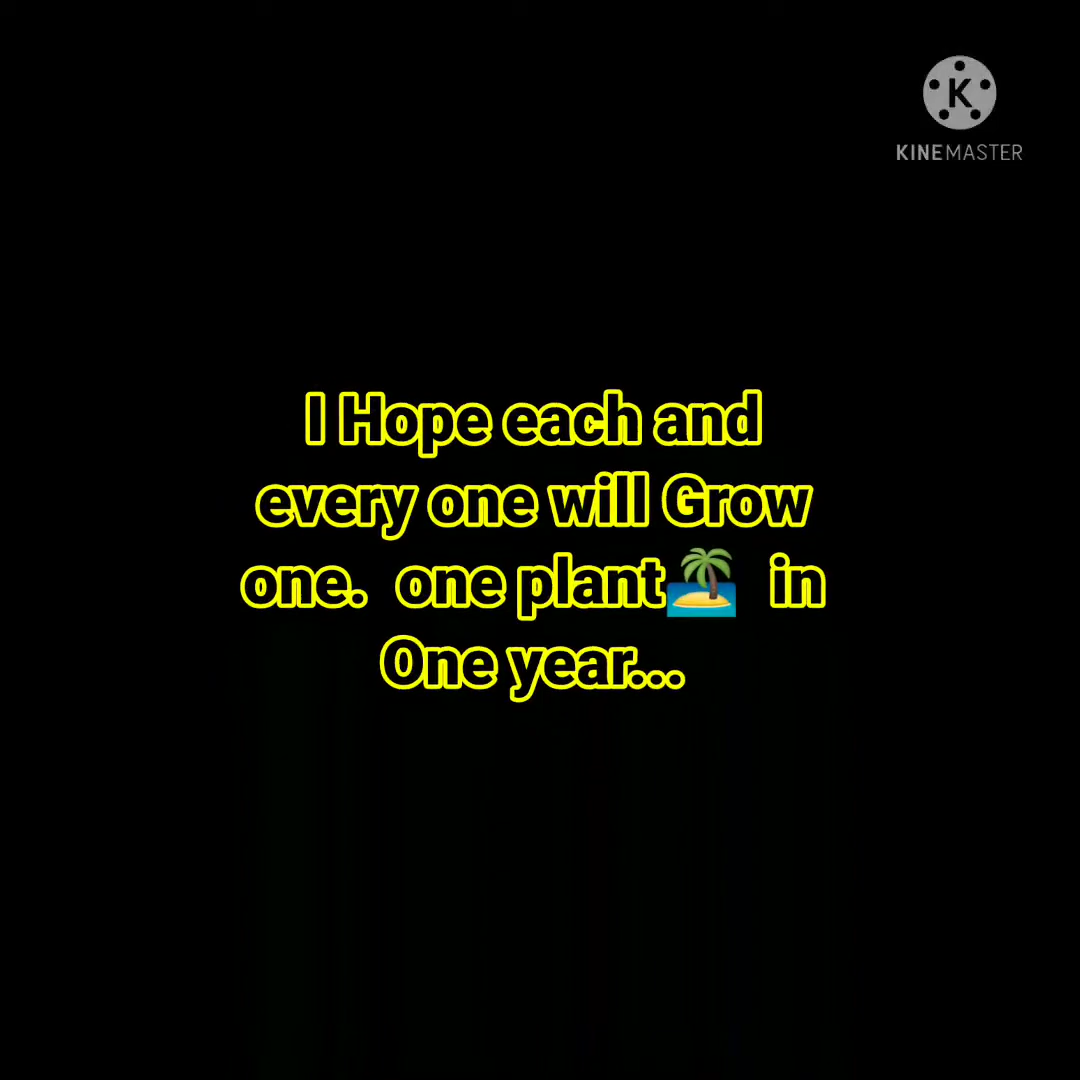 K
KINEMASTER
I Hope each and
every one will Grow
one. one plant🏝️ in
One year...